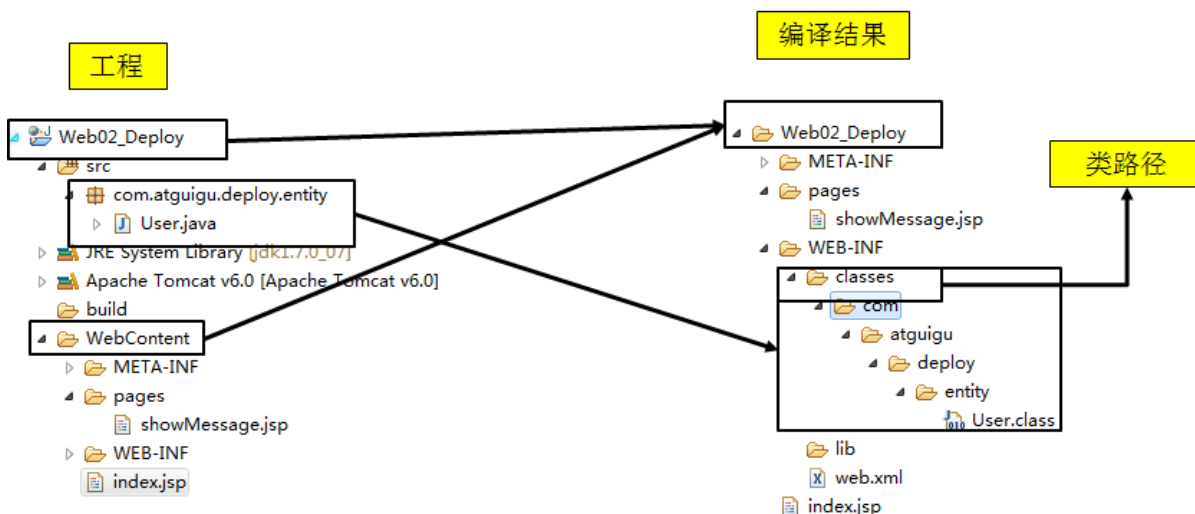 工程
Web02_Deploy
src
com.atguigu.deploy.entity
User.java
JRE System Library [jdk1.7.0_07]
Apache Tomcat v6.0 [Apache Tomcat v6.0]
build
WebContent
META-INF
pages
showMessage.jsp
WEB-INF
index.jsp
编译结果
Web02_Deploy
META-INF
pages
showMessage.jsp
WEB-INF
classes
com
atguigu
deploy
entity
User.class
lib
web.xml
index.jsp
类路径